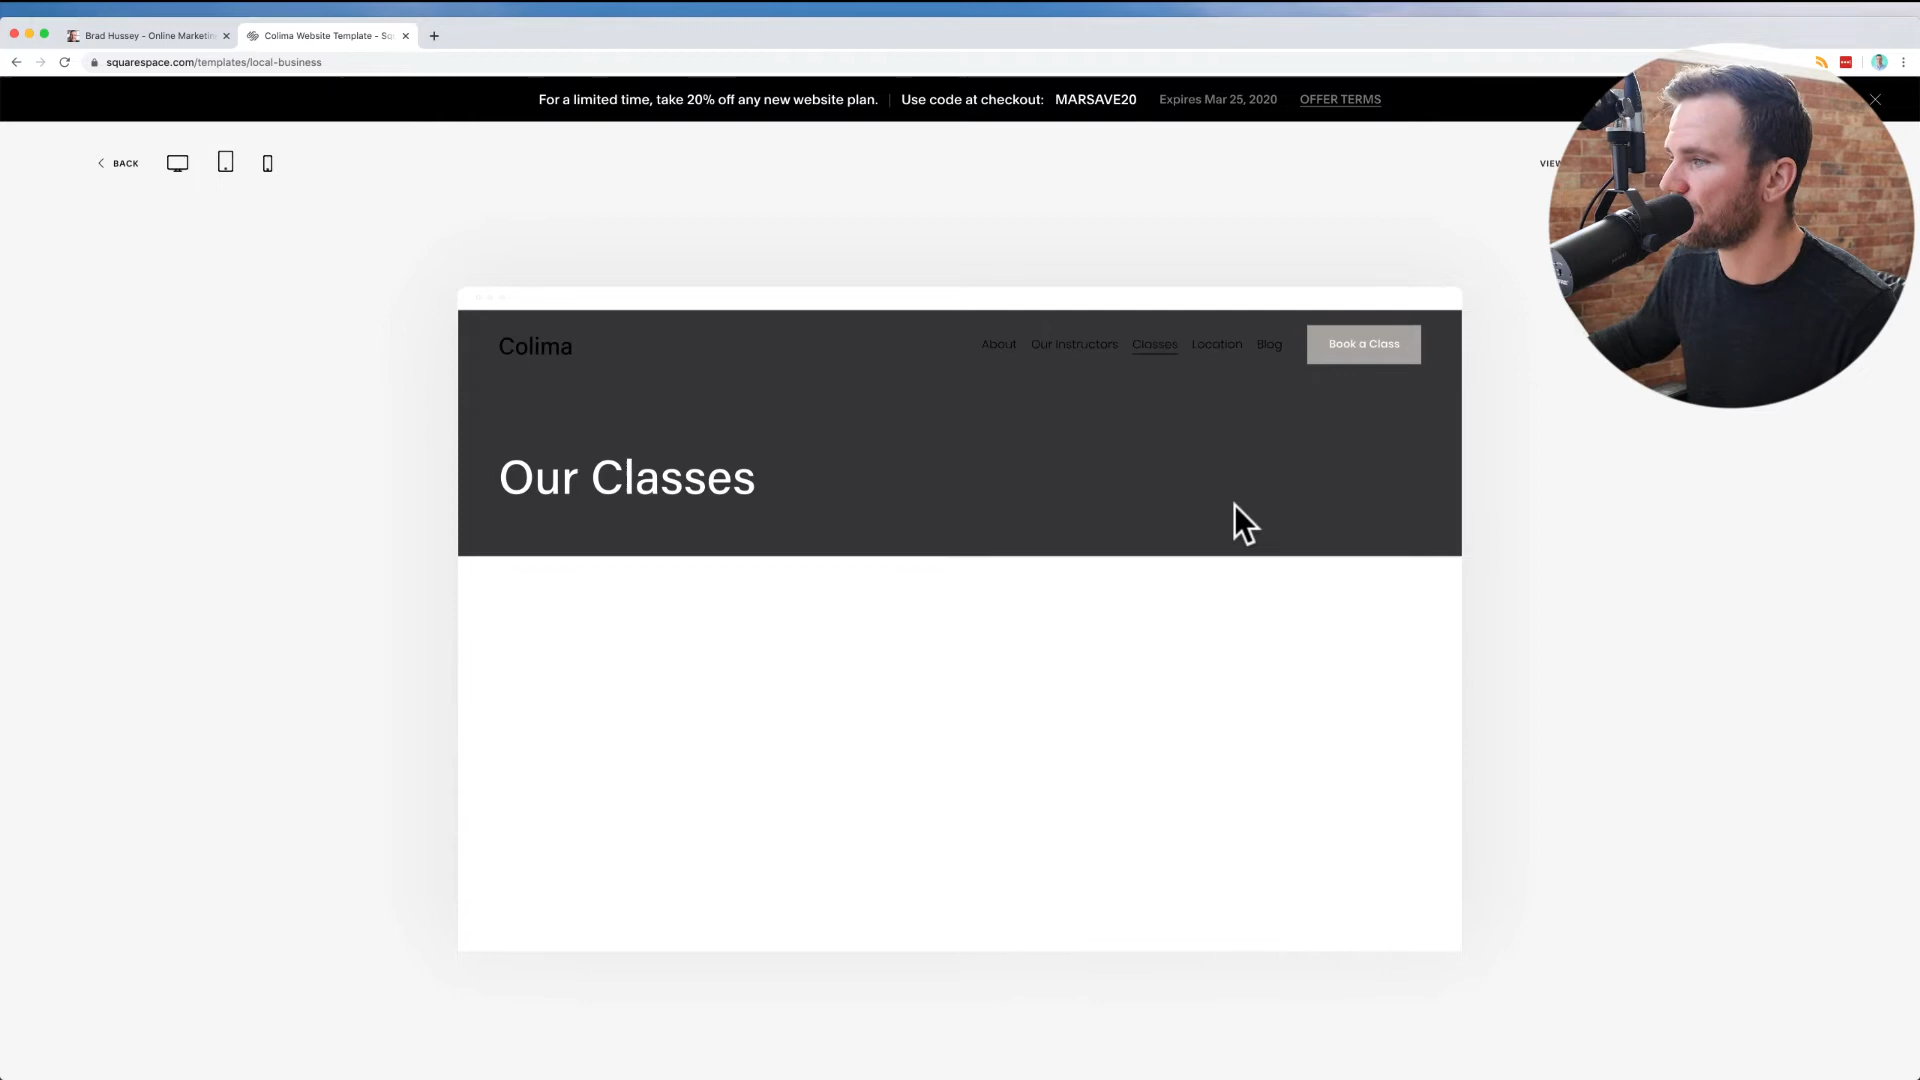 Brad Hussey - Online Marketin
Colima Website Template - Sq
squarespace.com/templates/local-business
For a limited time, take 20% off any new website plan. | Use code at checkout: MARSAVE20 Expires Mar 25, 2020 OFFER TERMS
BACK
VIEW
Colima
About Our Instructors Classes Location Blog Book a Class
Our Classes